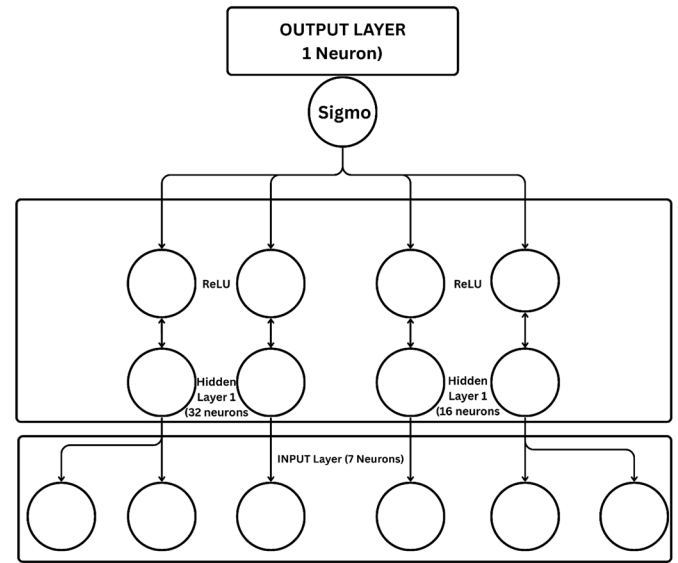 OUTPUT LAYER
1 Neuron)
Sigmo
ReLU
ReLU
Hidden
Layer 1
(32 neurons
Hidden
Layer 1
(16 neurons
INPUT Layer (7 Neurons)